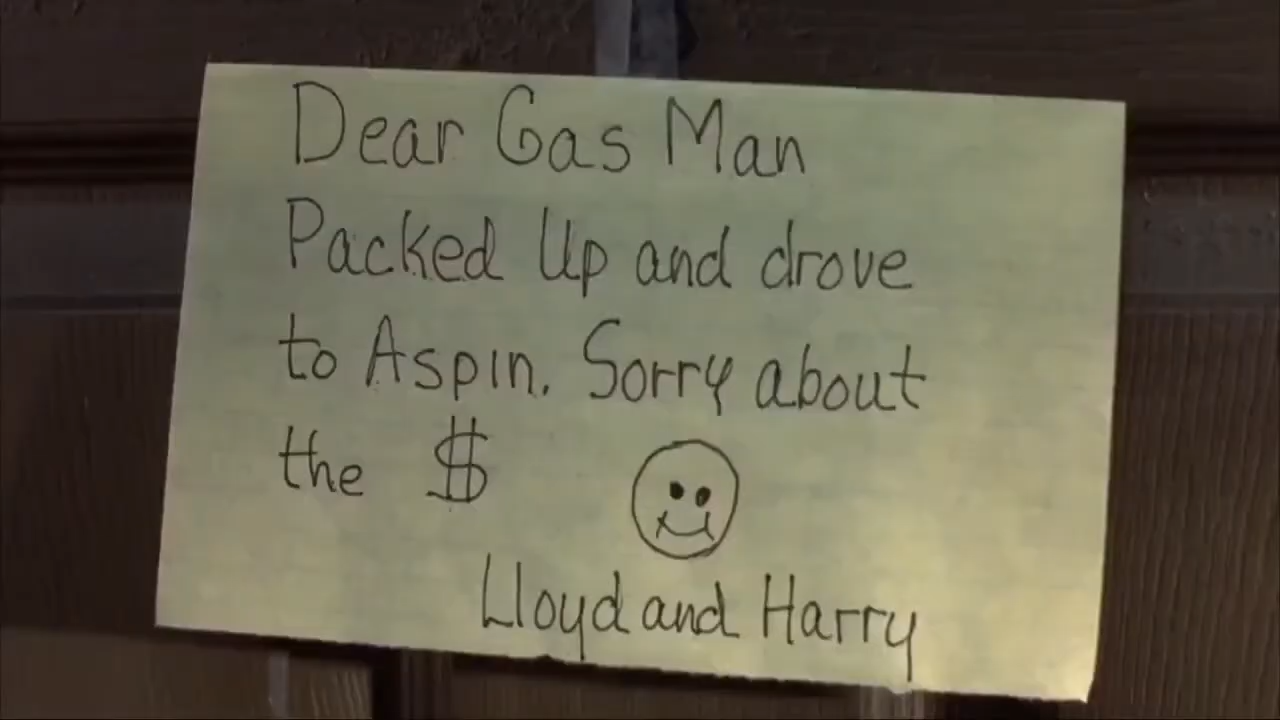 Dear Gas Man
Packed Up and drove
to Aspin. Sorry about
the $
Lloyd and Harry